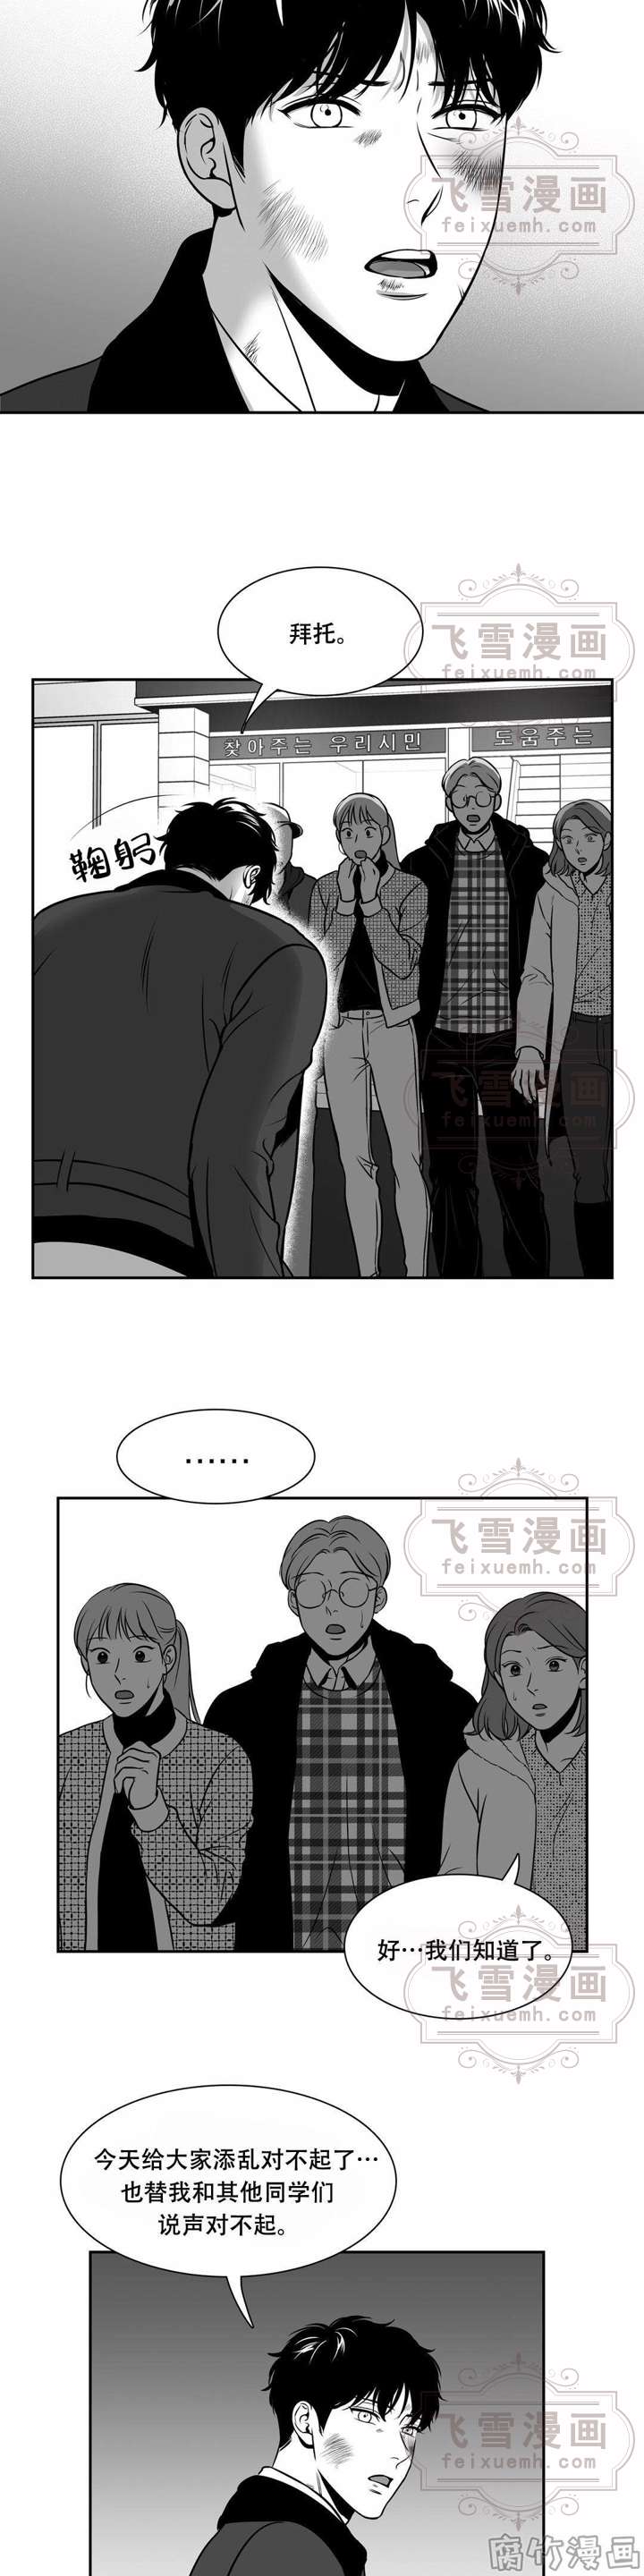 飞雪漫画
feixuemh.com
拜托。
飞雪漫画
feixuemh.com
찾아주는 우리시민
도움주는
鞠躬
飞雪漫画
feixuemh.com
……
飞雪漫画
feixuemh.com
好…我们知道了。
飞雪漫画
feixuemh.com
今天给大家添乱对不起了…
也替我和其他同学们
说声对不起。
飞雪漫画
feixuemh.com
腐竹漫画